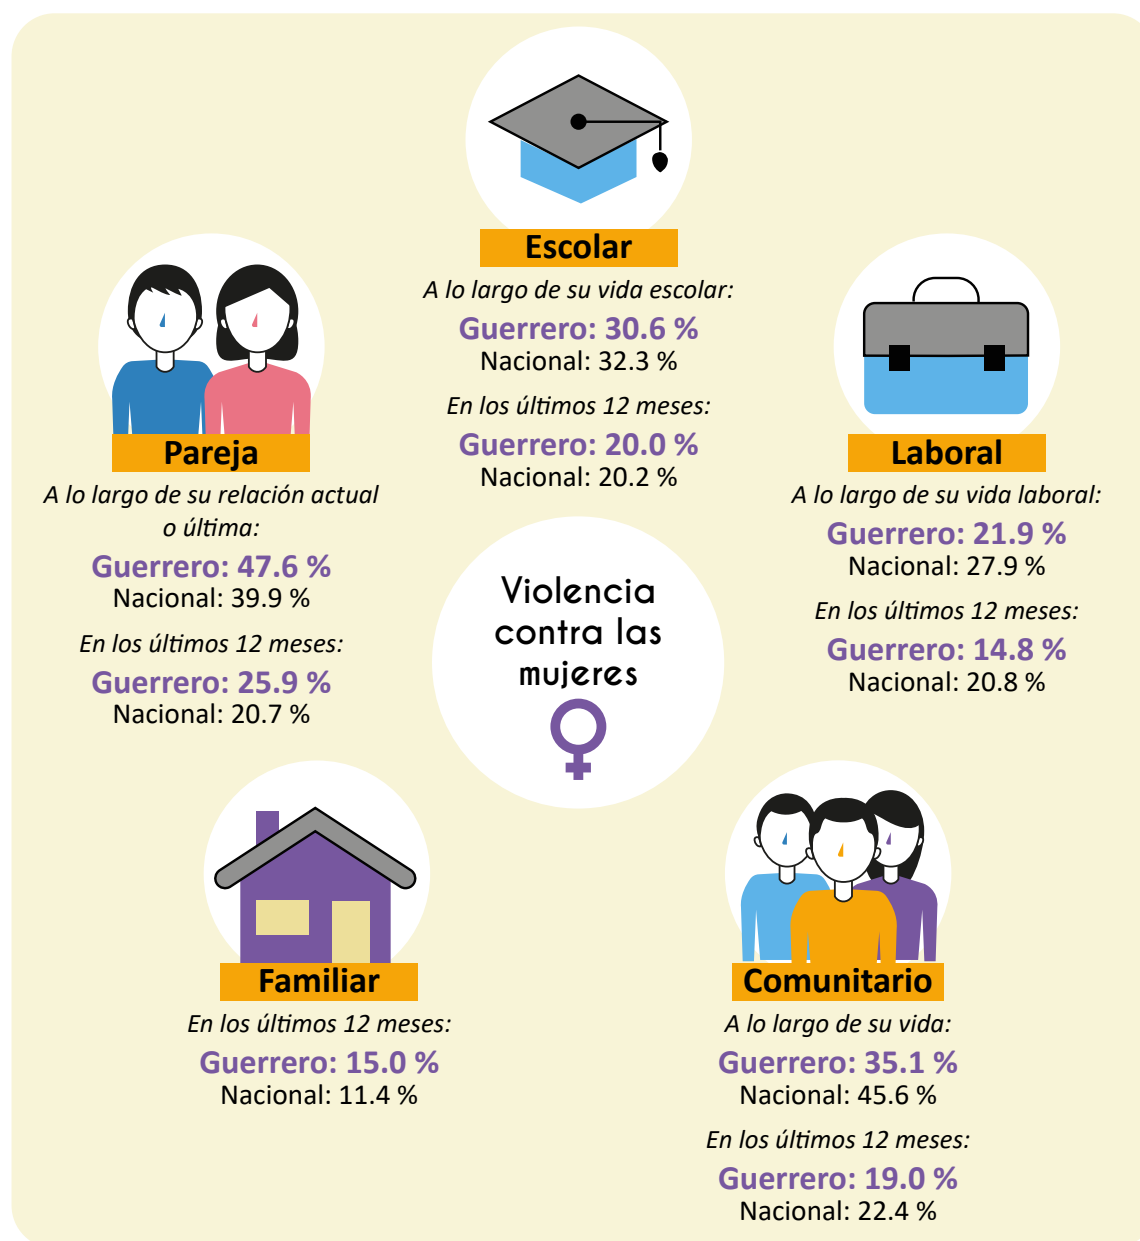 Escolar
A lo largo de su vida escolar:
Guerrero: 30.6 %
Nacional: 32.3 %
En los últimos 12 meses:
Guerrero: 20.0 %
Nacional: 20.2 %
Pareja
A lo largo de su relación actual
o última:
Guerrero: 47.6 %
Nacional: 39.9 %
En los últimos 12 meses:
Guerrero: 25.9 %
Nacional: 20.7 %
Laboral
A lo largo de su vida laboral:
Guerrero: 21.9 %
Nacional: 27.9 %
En los últimos 12 meses:
Guerrero: 14.8 %
Nacional: 20.8 %
Violencia
contra las
mujeres
Familiar
En los últimos 12 meses:
Guerrero: 15.0 %
Nacional: 11.4 %
Comunitario
A lo largo de su vida:
Guerrero: 35.1 %
Nacional: 45.6 %
En los últimos 12 meses:
Guerrero: 19.0 %
Nacional: 22.4 %